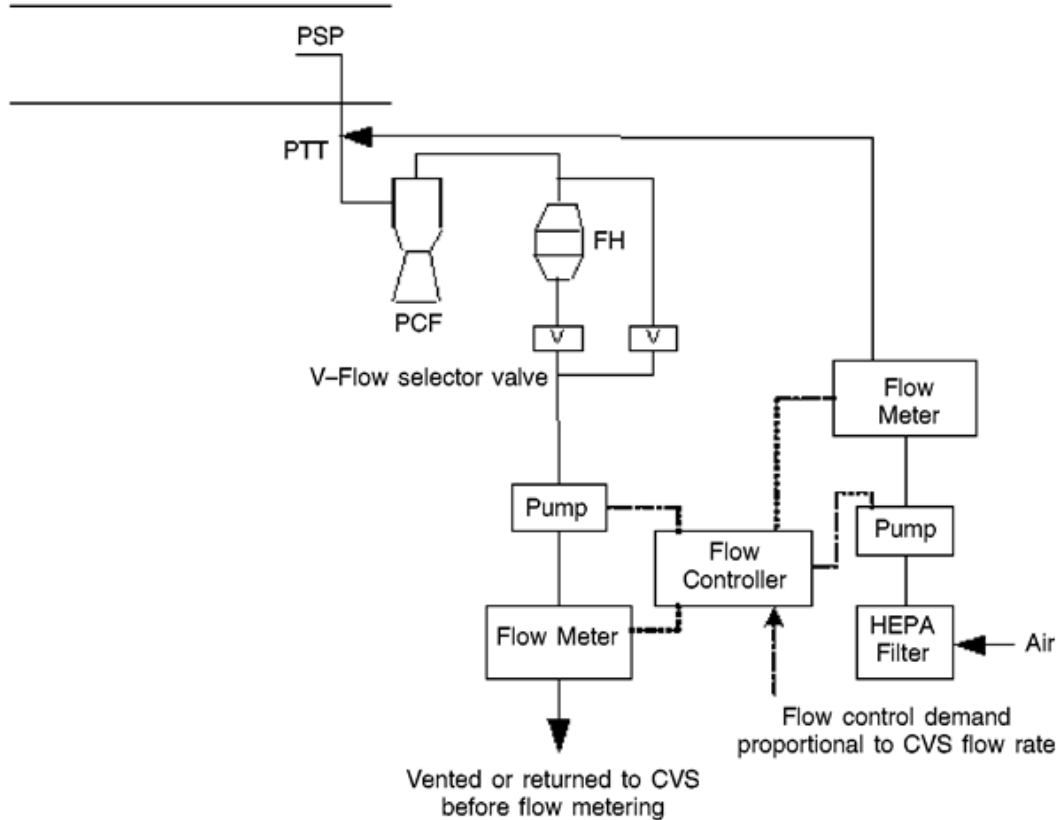 PSP
PTT
FH
PCF
V
V
V–Flow selector valve
Flow
Meter
Pump
Flow
Controller
Pump
Flow Meter
HEPA
Filter
Air
Flow control demand
proportional to CVS flow rate
Vented or returned to CVS
before flow metering